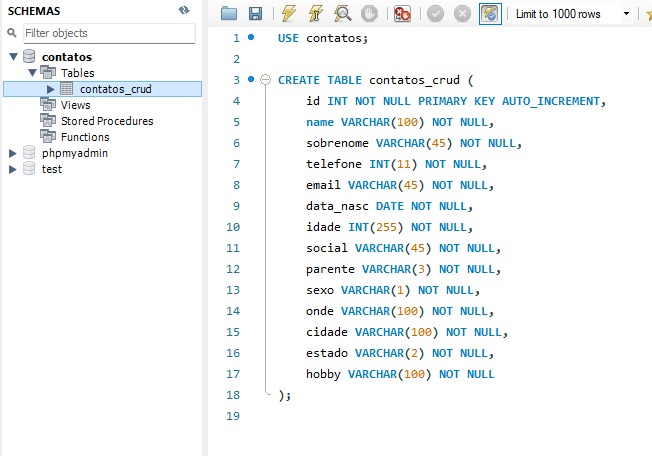 SCHEMAS
Filter objects
contatos
Tables
contatos_crud
Views
Stored Procedures
Functions
phpmyadmin
test
Limit to 1000 rows
1 USE contatos;
2
3 CREATE TABLE contatos_crud (
4 id INT NOT NULL PRIMARY KEY AUTO_INCREMENT,
5 name VARCHAR(100) NOT NULL,
6 sobrenome VARCHAR(45) NOT NULL,
7 telefone INT(11) NOT NULL,
8 email VARCHAR(45) NOT NULL,
9 data_nasc DATE NOT NULL,
10 idade INT(255) NOT NULL,
11 social VARCHAR(45) NOT NULL,
12 parente VARCHAR(3) NOT NULL,
13 sexo VARCHAR(1) NOT NULL,
14 onde VARCHAR(100) NOT NULL,
15 cidade VARCHAR(100) NOT NULL,
16 estado VARCHAR(2) NOT NULL,
17 hobby VARCHAR(100) NOT NULL
18 );
19